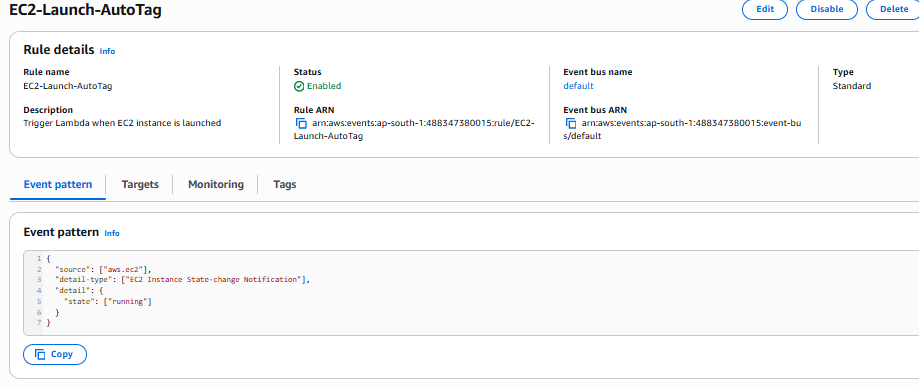 EC2-Launch-AutoTag
Edit
Disable
Delete
Rule details Info
Rule name
EC2-Launch-AutoTag
Status
Enabled
Event bus name
default
Type
Standard
Description
Trigger Lambda when EC2 instance is launched
Rule ARN
arn:aws:events:ap-south-1:488347380015:rule/EC2-
Launch-AutoTag
Event bus ARN
arn:aws:events:ap-south-1:488347380015:event-bu
s/default
Event pattern
Targets
Monitoring
Tags
Event pattern Info
1 {
2 "source": ["aws.ec2"],
3 "detail-type": ["EC2 Instance State-change Notification"],
4 "detail": {
5 "state": ["running"]
6 }
7 }
Copy